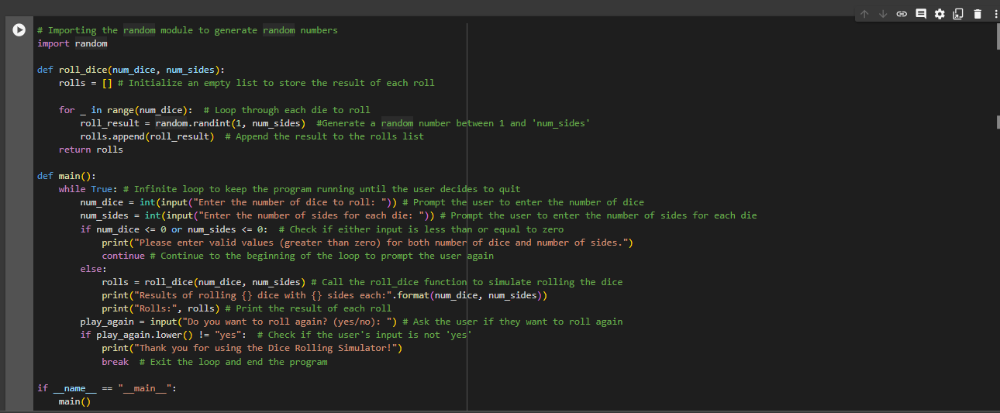 # Importing the random module to generate random numbers
import random

def roll_dice(num_dice, num_sides):
    rolls = [] # Initialize an empty list to store the result of each roll

    for _ in range(num_dice):  # Loop through each die to roll
        roll_result = random.randint(1, num_sides)  #Generate a random number between 1 and 'num_sides'
        rolls.append(roll_result)  # Append the result to the rolls list
    return rolls

def main():
    while True: # Infinite loop to keep the program running until the user decides to quit
        num_dice = int(input("Enter the number of dice to roll: ")) # Prompt the user to enter the number of dice
        num_sides = int(input("Enter the number of sides for each die: ")) # Prompt the user to enter the number of sides for each die
        if num_dice <= 0 or num_sides <= 0:  # Check if either input is less than or equal to zero
            print("Please enter valid values (greater than zero) for both number of dice and number of sides.")
            continue # Continue to the beginning of the loop to prompt the user again
        else:
            rolls = roll_dice(num_dice, num_sides) # Call the roll_dice function to simulate rolling the dice
            print("Results of rolling {} dice with {} sides each:".format(num_dice, num_sides))
            print("Rolls:", rolls) # Print the result of each roll
        play_again = input("Do you want to roll again? (yes/no): ") # Ask the user if they want to roll again
        if play_again.lower() != "yes":  # Check if the user's input is not 'yes'
            print("Thank you for using the Dice Rolling Simulator!")
            break  # Exit the loop and end the program

if __name__ == "__main__":
    main()